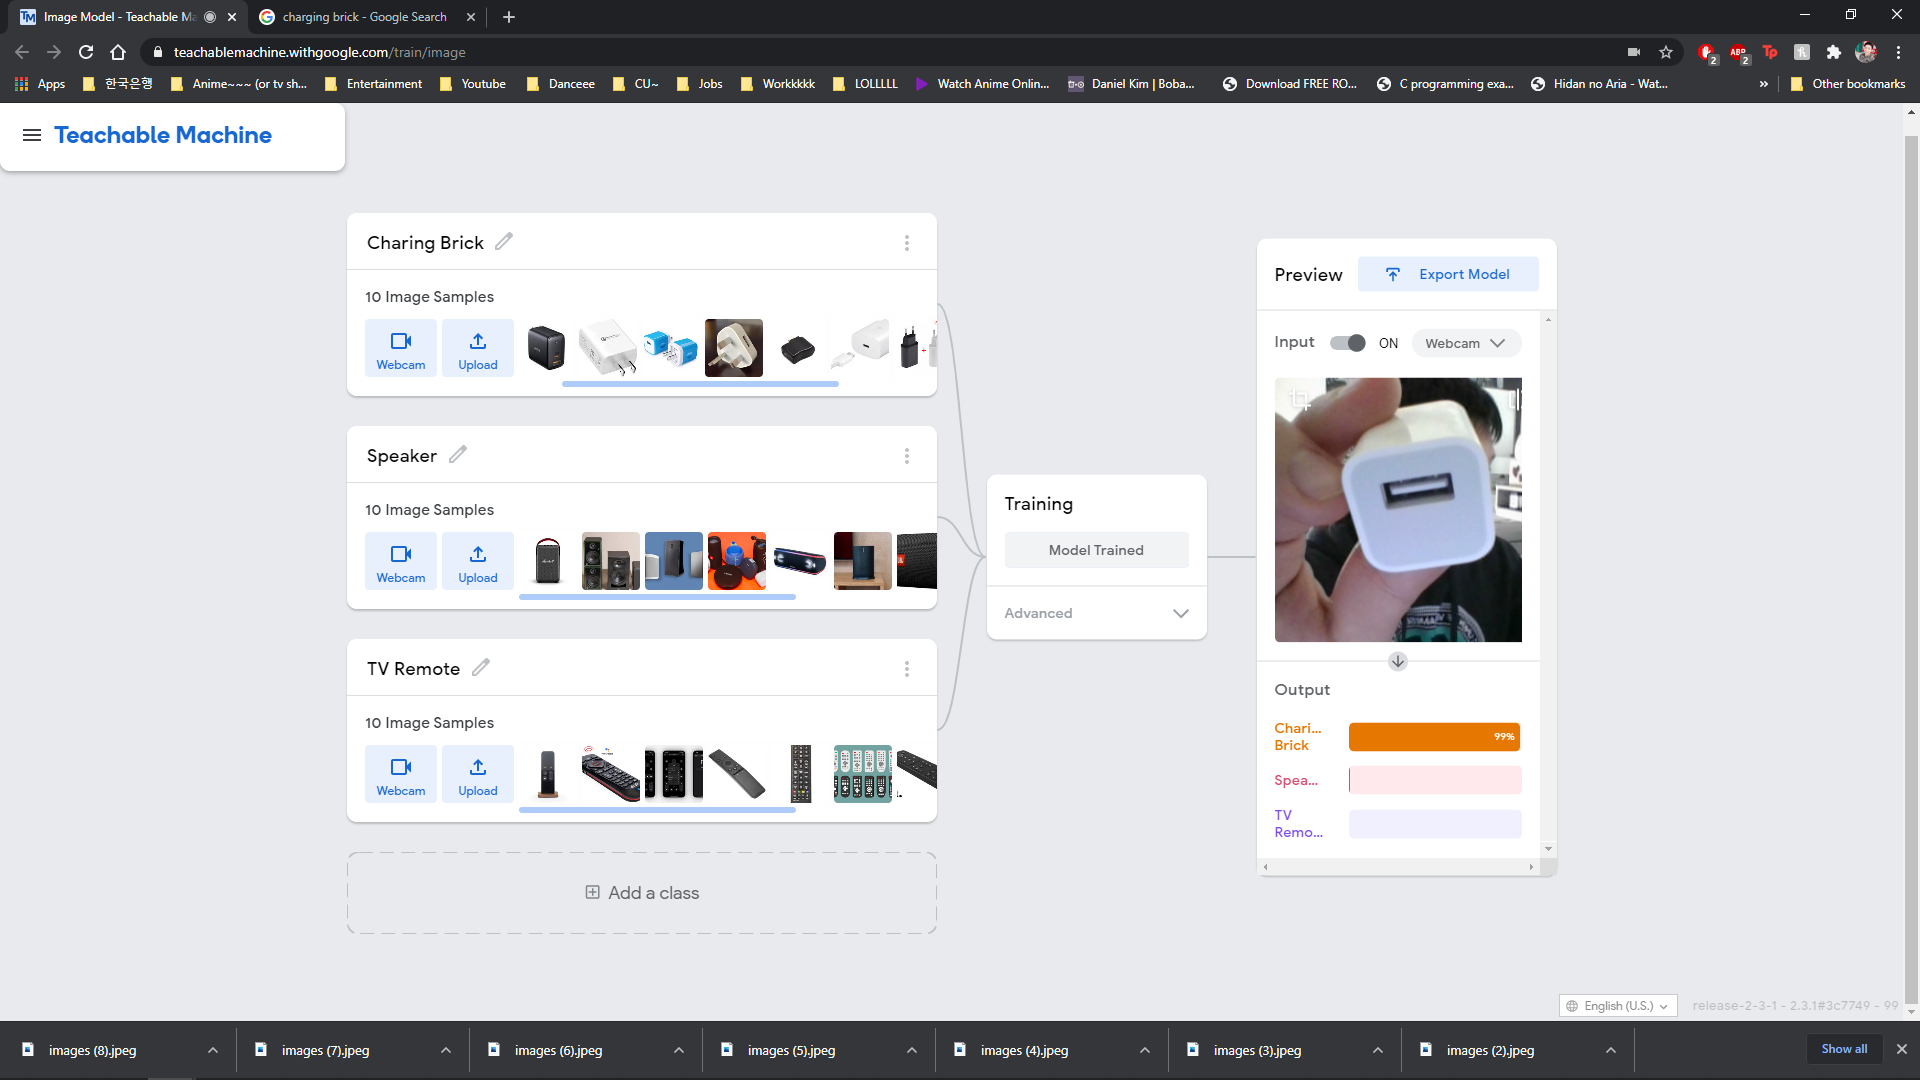 Image Model - Teachable Ma
charging brick - Google Search
teachablemachine.withgoogle.com/train/image
2
ABP
2
Tp
Apps
한국은행
Anime~~~ (or tv sh...
Entertainment
Youtube
Danceee
CU~
Jobs
Workkkkk
LOLLLLL
Watch Anime Onlin...
Daniel Kim | Boba...
Download FREE RO...
C programming exa...
Hidan no Aria - Wat...
»
Other bookmarks
Teachable Machine
Charing Brick
10 Image Samples
Webcam
Upload
Speaker
10 Image Samples
Webcam
Upload
TV Remote
10 Image Samples
Webcam
Upload
Add a class
Training
Model Trained
Advanced
Preview
Export Model
Input
ON
Webcam
Output
Chari...
Brick
99%
Spea...
TV
Remo...
English (U.S.)
release-2-3-1 - 2.3.1#3c7749 - 99
images (8).jpeg
images (7).jpeg
images (6).jpeg
images (5).jpeg
images (4).jpeg
images (3).jpeg
images (2).jpeg
Show all